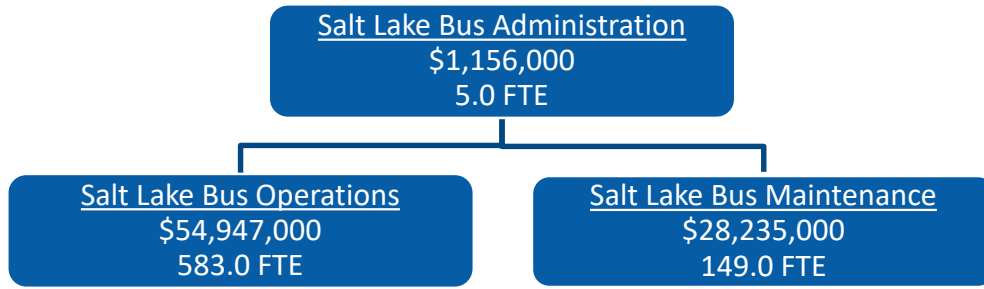 Salt Lake Bus Administration
$1,156,000
5.0 FTE
Salt Lake Bus Operations
$54,947,000
583.0 FTE
Salt Lake Bus Maintenance
$28,235,000
149.0 FTE